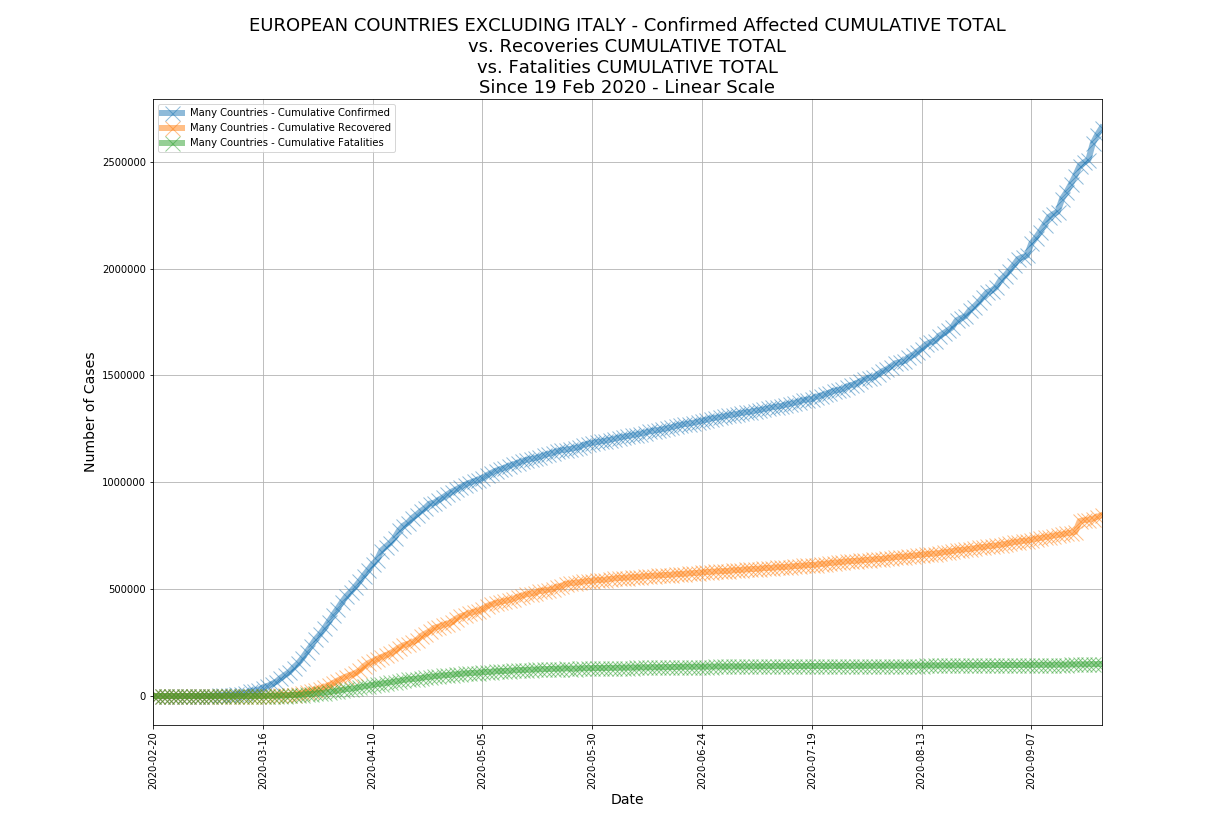 EUROPEAN COUNTRIES EXCLUDING ITALY - Confirmed Affected CUMULATIVE TOTAL
vs. Recoveries CUMULATIVE TOTAL
vs. Fatalities CUMULATIVE TOTAL
Since 19 Feb 2020 - Linear Scale
Many Countries - Cumulative Confirmed
Many Countries - Cumulative Recovered
Many Countries - Cumulative Fatalities
Number of Cases
2500000
2000000
1500000
1000000
500000
0
2020-02-20
2020-03-16
2020-04-10
2020-05-05
2020-05-30
2020-06-24
2020-07-19
2020-08-13
2020-09-07
Date